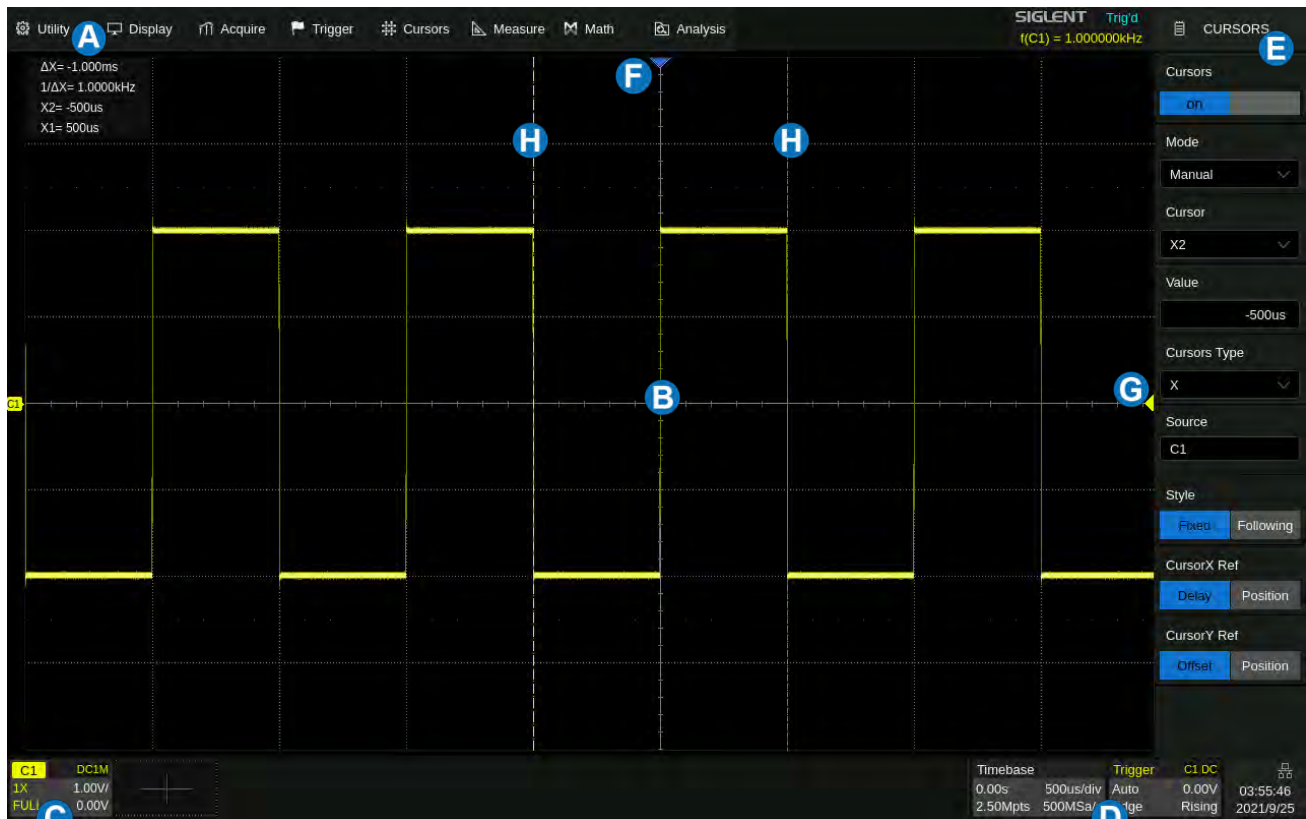 Utility
A
Display
Acquire
Trigger
Cursors
Measure
Math
Analysis
SIGLENT Trig'd
f(C1) = 1.000000kHz
CURSORS
E
ΔX= -1.000ms
1/ΔX= 1.0000kHz
X2= -500us
X1= 500us
F
H
H
B
G
C1
Cursors
on
Mode
Manual
Cursor
X2
Value
-500us
Cursors Type
X
Source
C1
Style
Fixed Following
CursorX Ref
Delay Position
CursorY Ref
Offset Position
C1 DC1M
1X 1.00V/
FULL 0.00V
C
Timebase
0.00s 500us/div
2.50Mpts 500MSa/
Trigger C1 DC
Auto 0.00V
Rising
D
03:55:46
2021/9/25